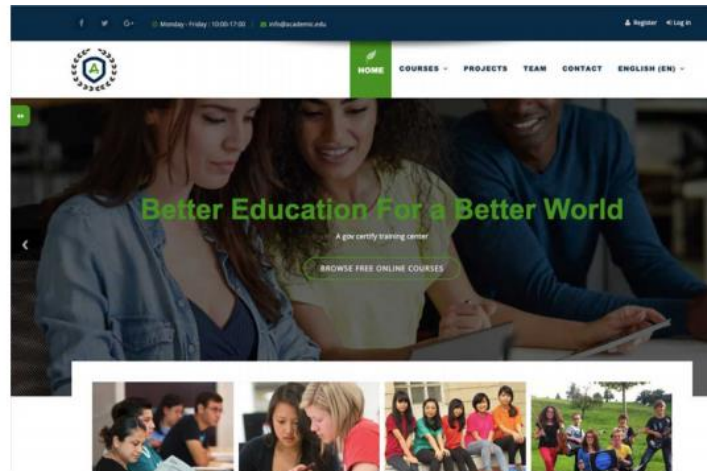 f G+ Monday - Friday : 10:00-17:00 info@academic.edu Register Log in
A HOME COURSES PROJECTS TEAM CONTACT ENGLISH (EN)
Better Education For a Better World
A gov certify training center
BROWSE FREE ONLINE COURSES